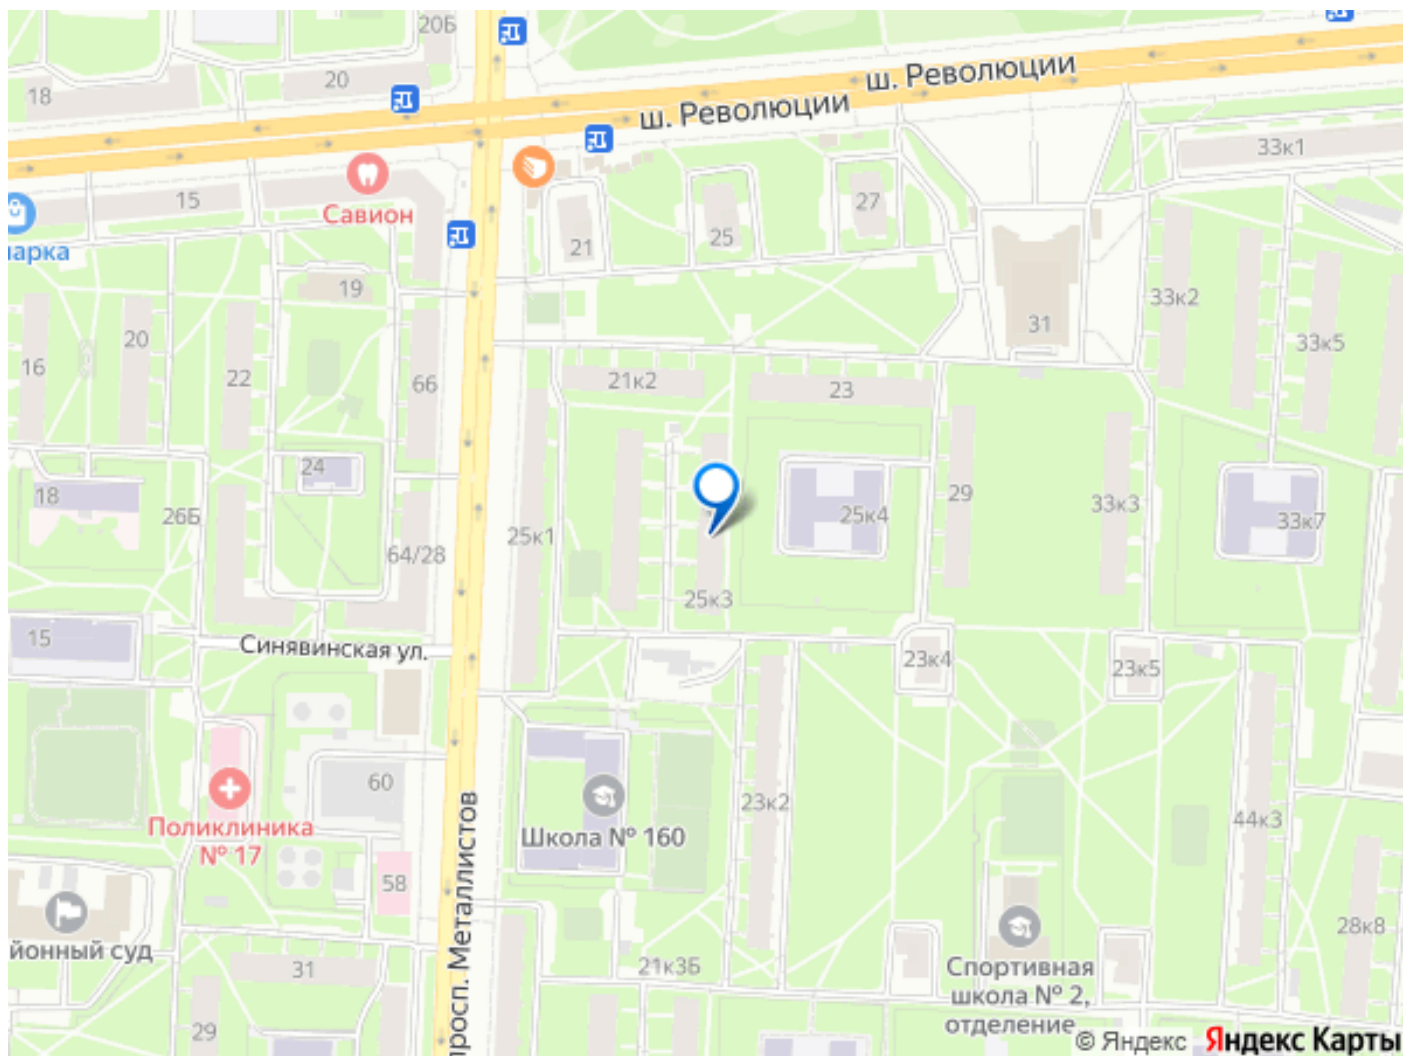 20Б
20
18
ш. Революции
ш. Революции
33к1
15
Савион
27
21
25
парка
19
33к2
31
33к5
20
16
22
66
21к2
23
24
18
26Б
29
25к4
33к3
33к7
25к1
64/28
25к3
15
Синявинская ул.
23к4
23к5
60
23к2
44к3
Поликлиника
№ 17
Школа № 160
58
просп. Металлистов
йонный суд
31
21к3Б
28к8
Спортивная
школа № 2,
отделение...
29
© Яндекс Яндекс Карты